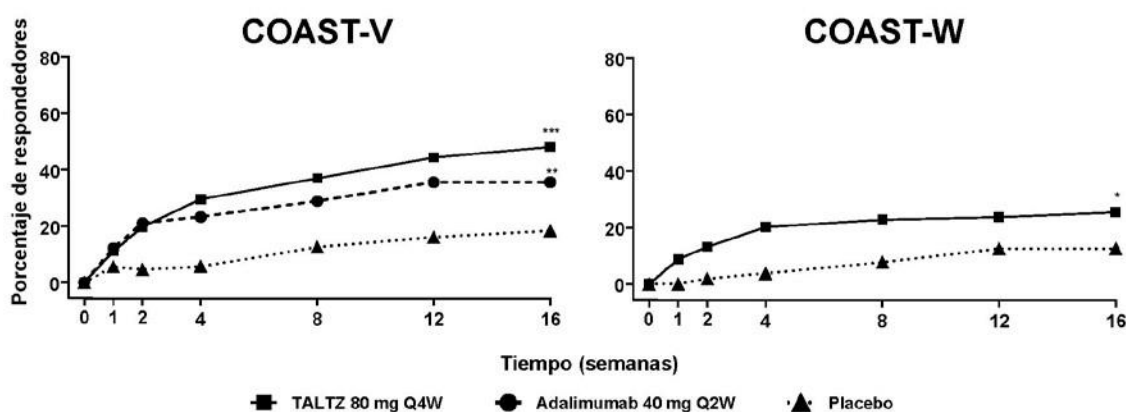 COAST-V
Porcentaje de respondedores
80
60
40
20
0
***
**
0 1 2 4 8 12 16
COAST-W
80
60
40
20
0
*
0 1 2 4 8 12 16
Tiempo (semanas)
TALTZ 80 mg Q4W Adalimumab 40 mg Q2W Placebo